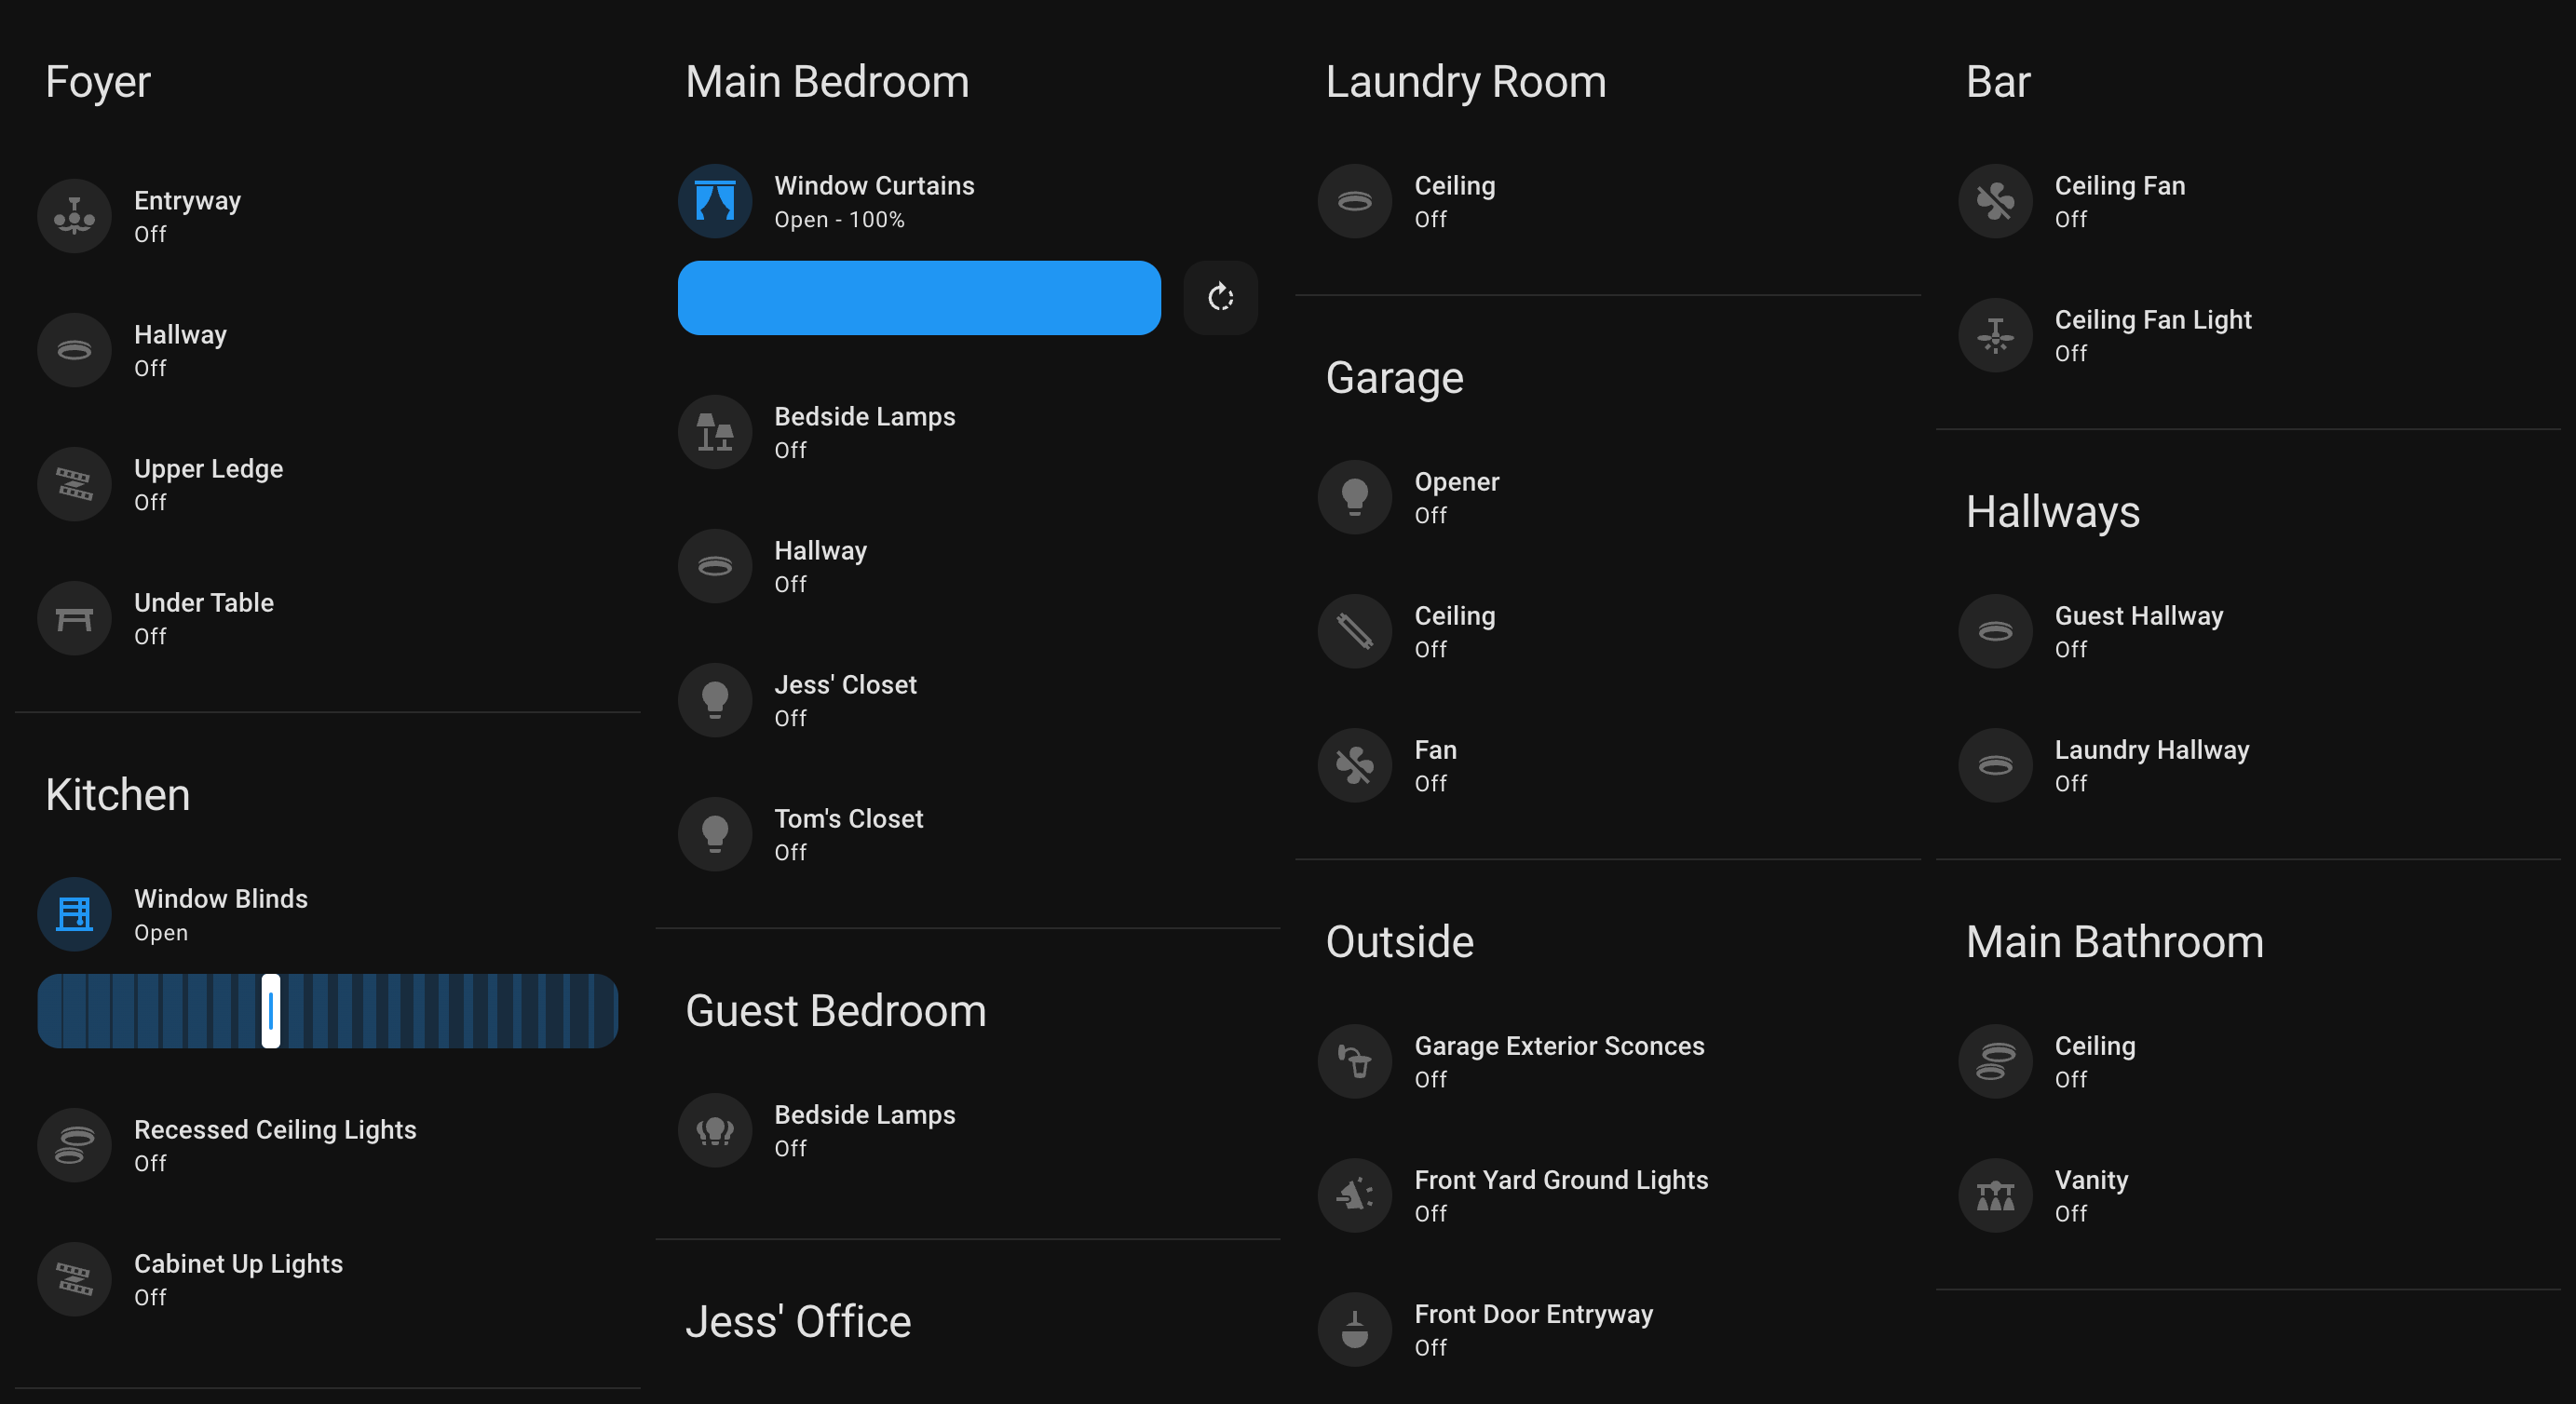 Foyer
Entryway
Off
Hallway
Off
Upper Ledge
Off
Under Table
Off
Kitchen
Window Blinds
Open
Recessed Ceiling Lights
Off
Cabinet Up Lights
Off
Main Bedroom
Window Curtains
Open - 100%
Bedside Lamps
Off
Hallway
Off
Jess' Closet
Off
Tom's Closet
Off
Guest Bedroom
Bedside Lamps
Off
Jess' Office
Laundry Room
Ceiling
Off
Garage
Opener
Off
Ceiling
Off
Fan
Off
Outside
Garage Exterior Sconces
Off
Front Yard Ground Lights
Off
Front Door Entryway
Off
Bar
Ceiling Fan
Off
Ceiling Fan Light
Off
Hallways
Guest Hallway
Off
Laundry Hallway
Off
Main Bathroom
Ceiling
Off
Vanity
Off